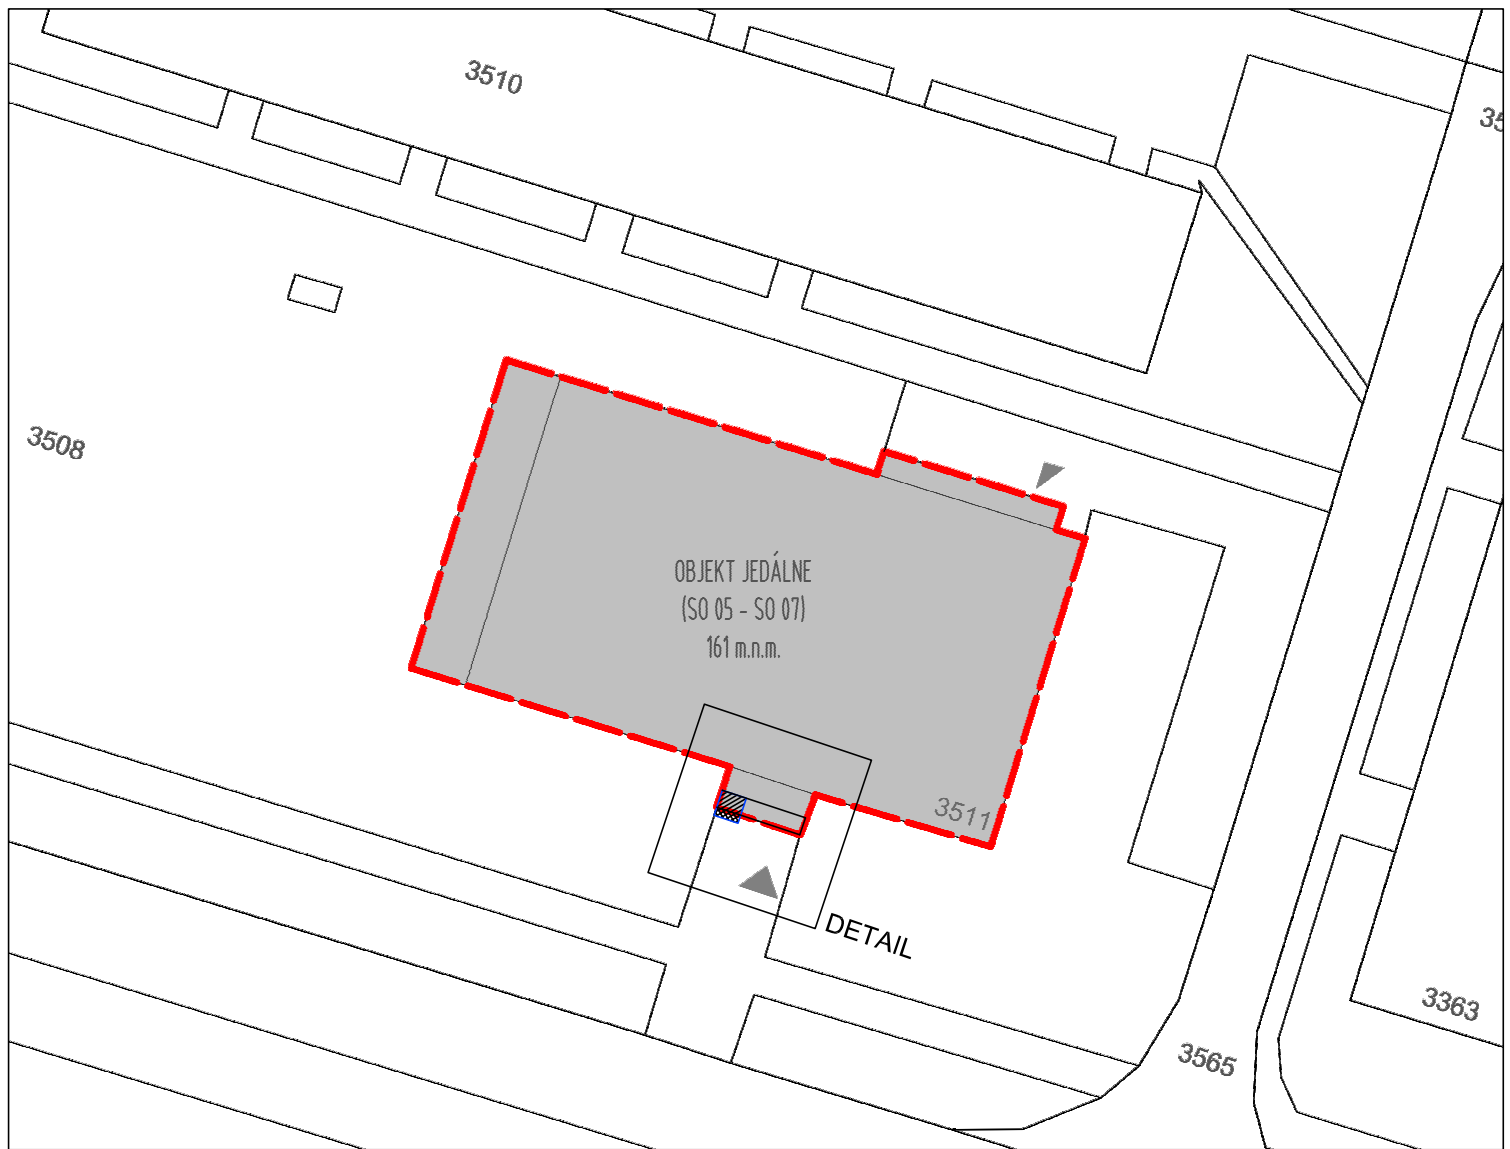 3510
3508
OBJEKT JEDÁLNE
(SO 05 - SO 07)
161 m.n.m.
3511
DETAIL
3363
3565